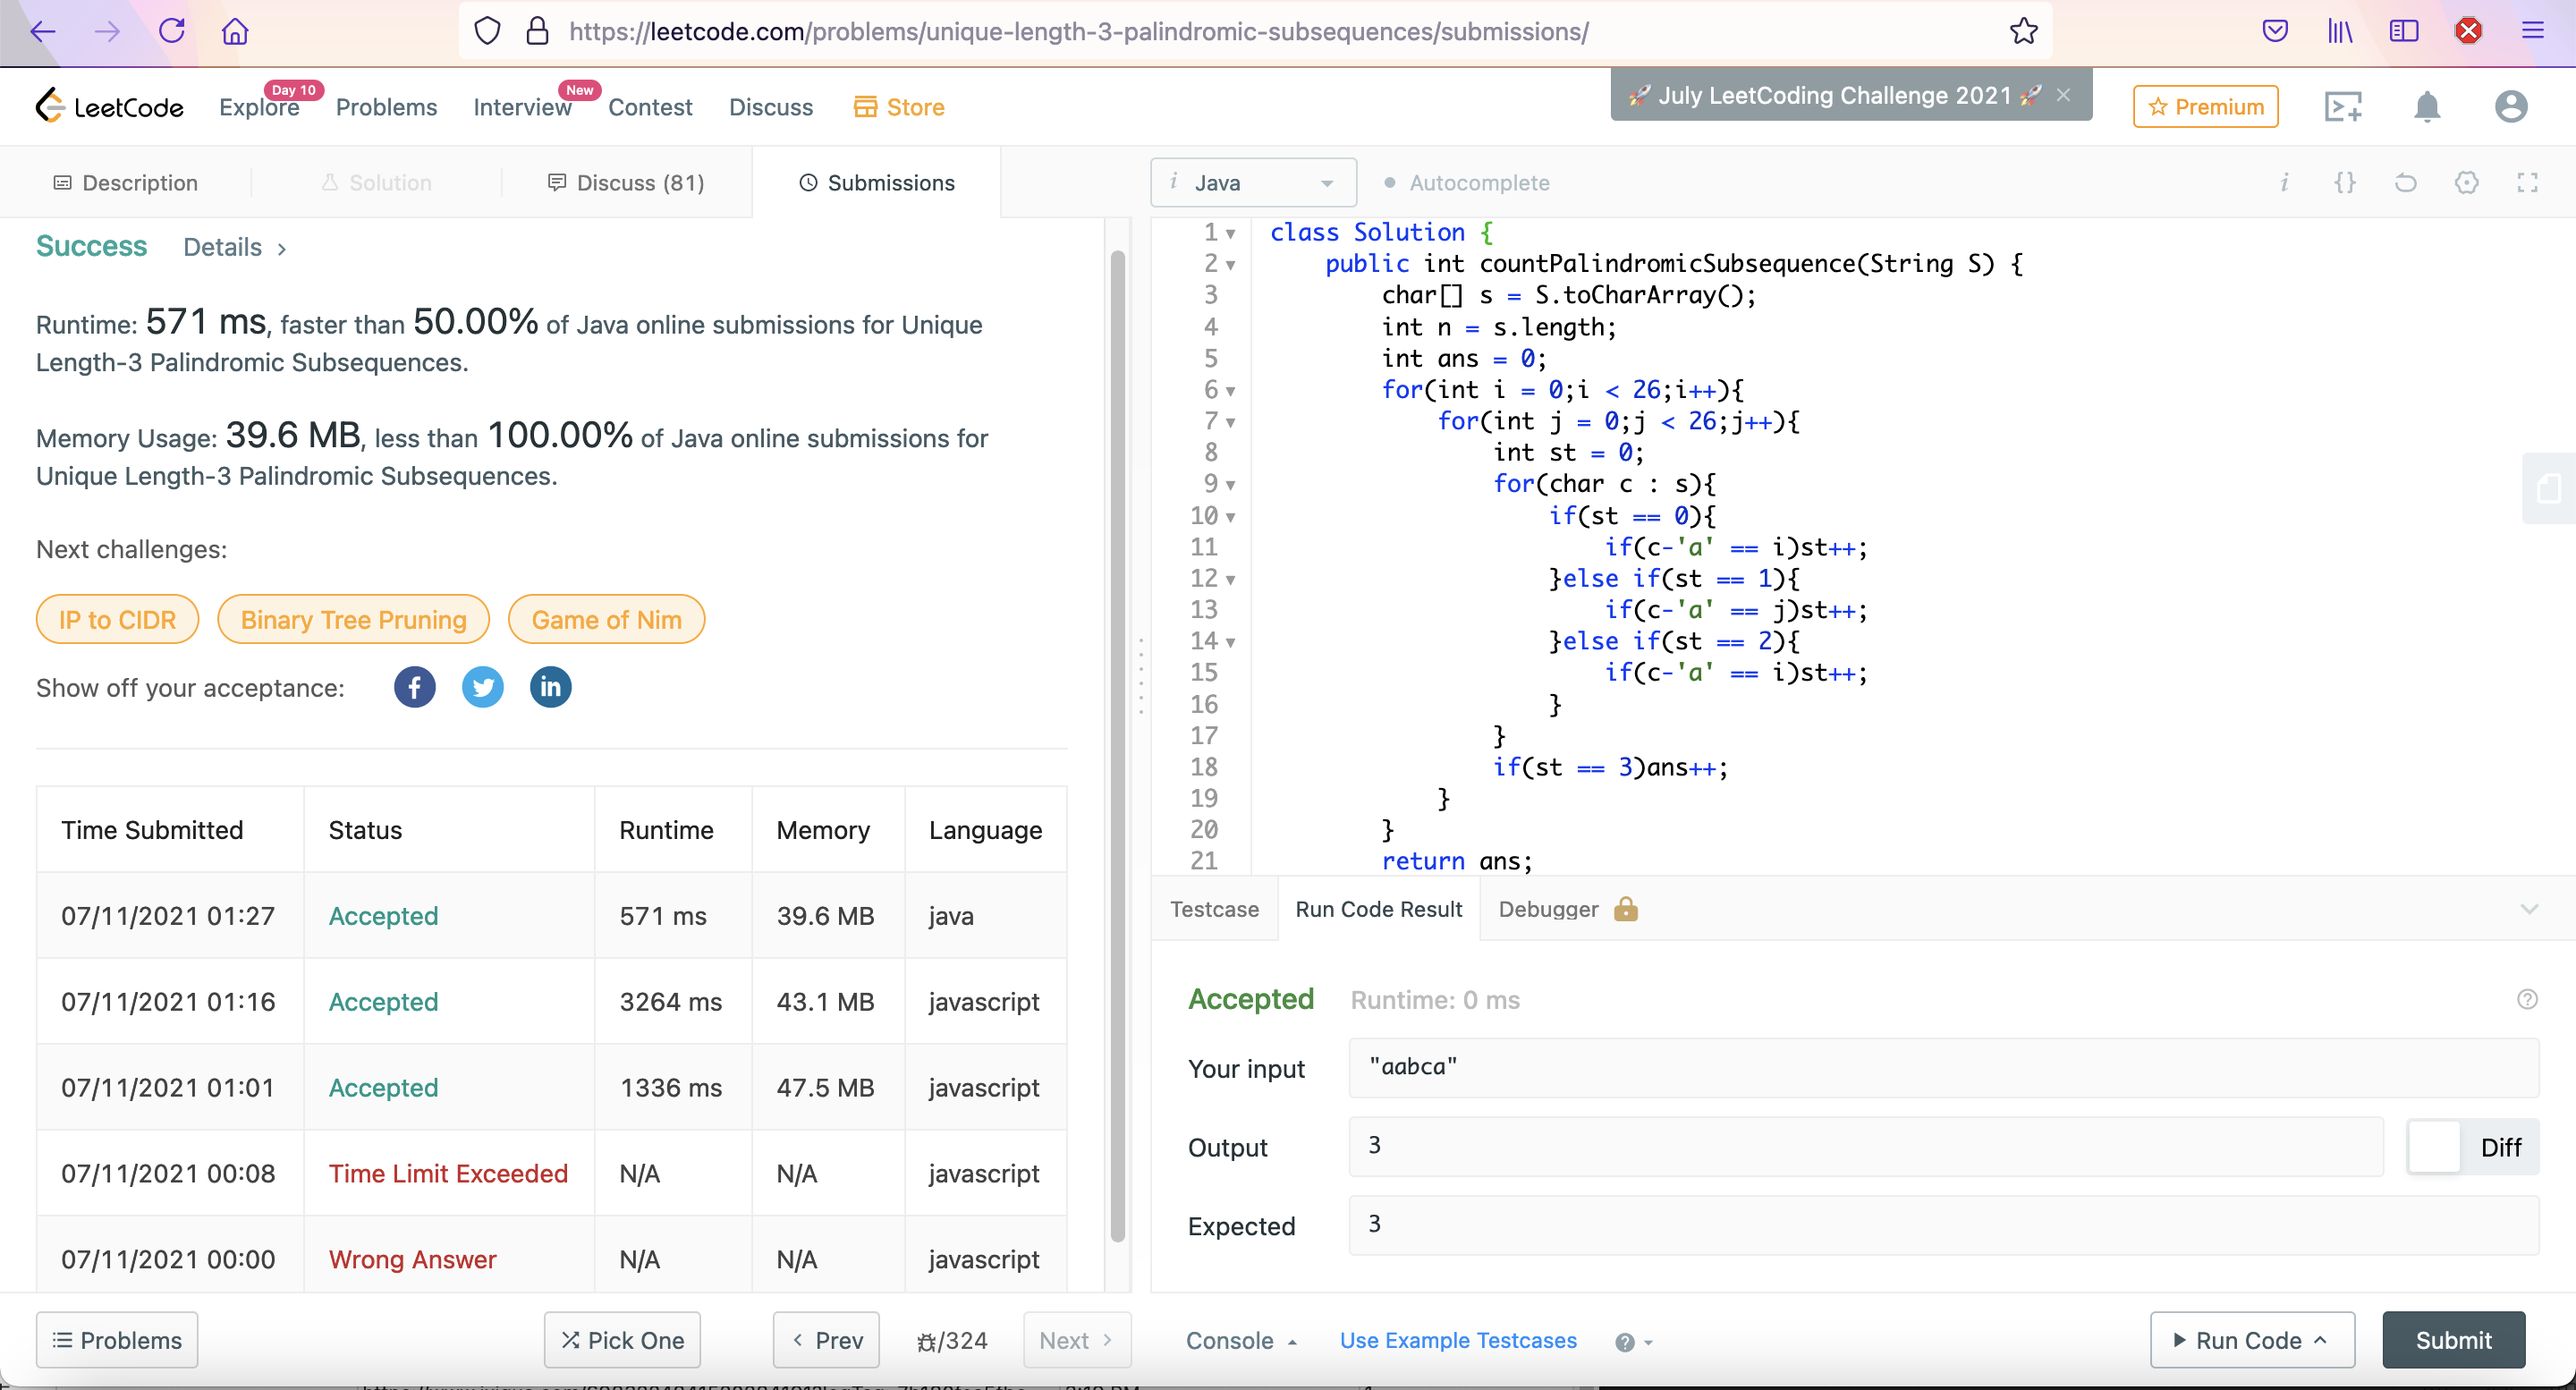 https://leetcode.com/problems/unique-length-3-palindromic-subsequences/submissions/
LeetCode
Explore
Day 10
Problems
Interview
New
Contest
Discuss
Store
🚀 July LeetCoding Challenge 2021 🚀 ×
Premium
Description
Solution
Discuss (81)
Submissions
Success Details >
Runtime: 571 ms, faster than 50.00% of Java online submissions for Unique
Length-3 Palindromic Subsequences.
Memory Usage: 39.6 MB, less than 100.00% of Java online submissions for
Unique Length-3 Palindromic Subsequences.
Next challenges:
IP to CIDR
Binary Tree Pruning
Game of Nim
Show off your acceptance:
Time Submitted Status Runtime Memory Language
07/11/2021 01:27 Accepted 571 ms 39.6 MB java
07/11/2021 01:16 Accepted 3264 ms 43.1 MB javascript
07/11/2021 01:01 Accepted 1336 ms 47.5 MB javascript
07/11/2021 00:08 Time Limit Exceeded N/A N/A javascript
07/11/2021 00:00 Wrong Answer N/A N/A javascript
Problems
Pick One
< Prev
/324
Next >
i Java
Autocomplete
i {}
1 class Solution {
2 public int countPalindromicSubsequence(String S) {
3 char[] s = S.toCharArray();
4 int n = s.length;
5 int ans = 0;
6 for(int i = 0;i < 26;i++){
7 for(int j = 0;j < 26;j++){
8 int st = 0;
9 for(char c : s){
10 if(st == 0){
11 if(c-'a' == i)st++;
12 }else if(st == 1){
13 if(c-'a' == j)st++;
14 }else if(st == 2){
15 if(c-'a' == i)st++;
16 }
17 }
18 if(st == 3)ans++;
19 }
20 }
21 return ans;
Testcase
Run Code Result
Debugger
Accepted Runtime: 0 ms
Your input "aabca"
Output 3
Diff
Expected 3
Console
Use Example Testcases
Run Code
Submit